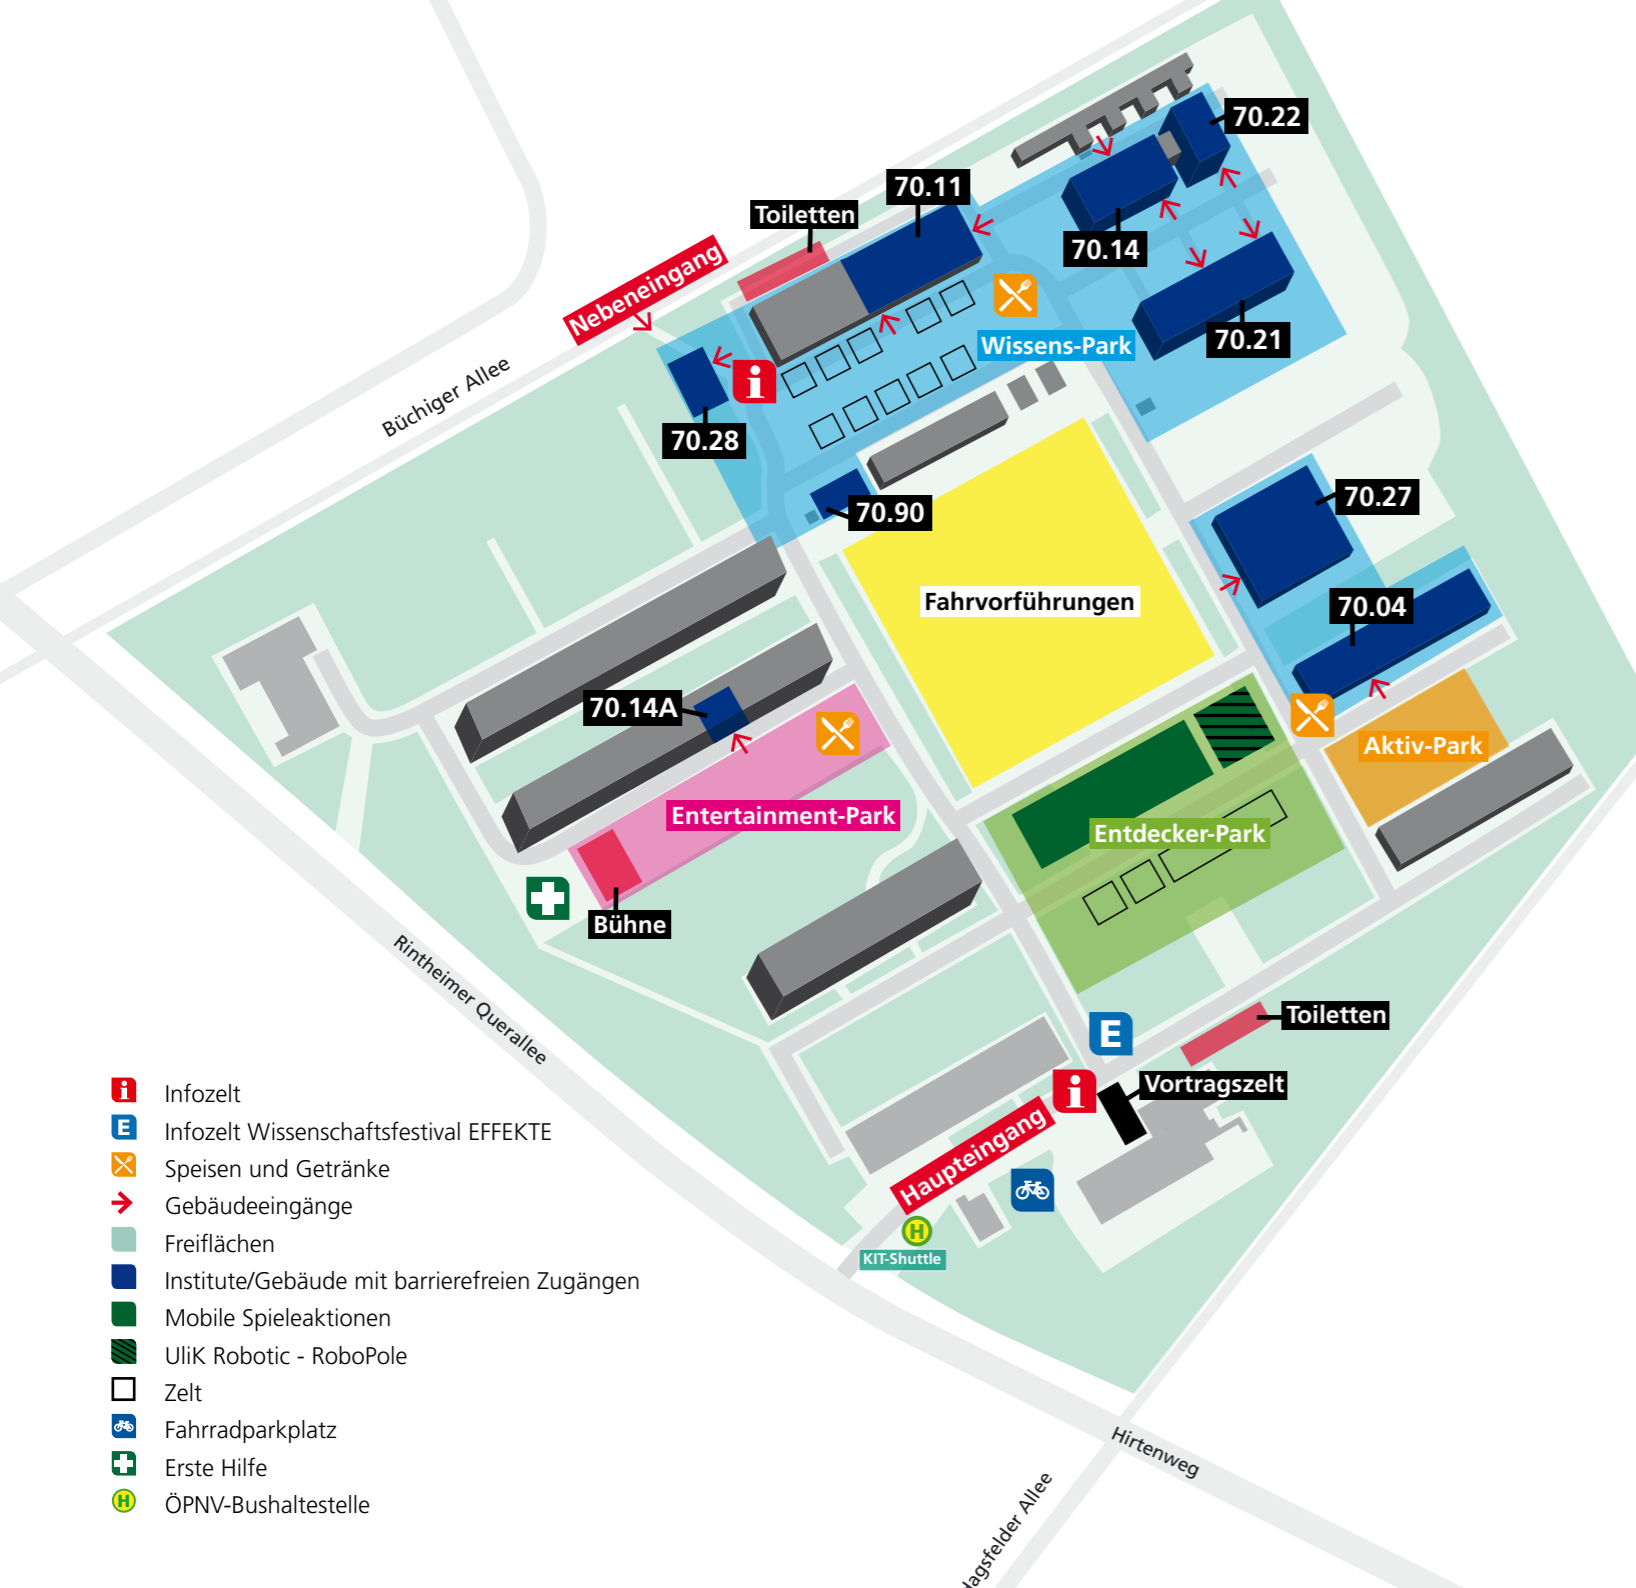 70.22
70.11
Toiletten
70.14
Nebeneingang
70.21
Wissens-Park
Büchiger Allee
70.28
70.27
70.90
Fahrvorführungen
70.04
70.14A
Aktiv-Park
Entertainment-Park
Entdecker-Park
Bühne
Rintheimer Querallee
E
Toiletten
i
Vortragszelt
Haupteingang
H
KIT-Shuttle
i Infozelt
E Infozelt Wissenschaftsfestival EFFEKTE
Speisen und Getränke
Gebäudeeingänge
Freiflächen
Institute/Gebäude mit barrierefreien Zugängen
Mobile Spieleaktionen
UliK Robotic - RoboPole
Zelt
Fahrradparkplatz
Erste Hilfe
H ÖPNV-Bushaltestelle
Hirtenweg
Allee